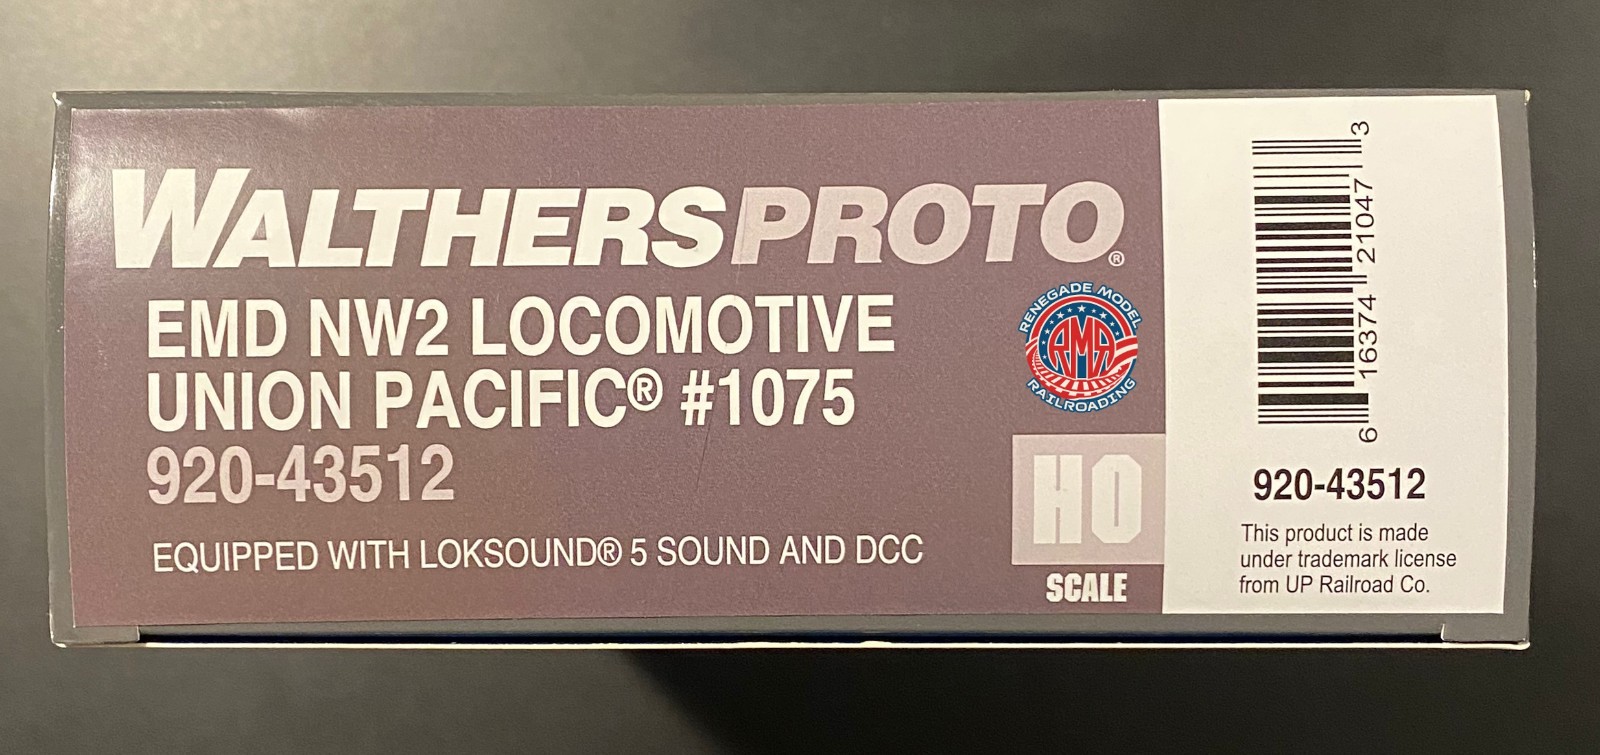 WALTHERSPROTO®
EMD NW2 LOCOMOTIVE
UNION PACIFIC® #1075
920-43512
EQUIPPED WITH LOKSOUND® 5 SOUND AND DCC
RENEGADE MODEL
RMR
RAILROADING
HO
SCALE
6 16374 21047 3
920-43512
This product is made
under trademark license
from UP Railroad Co.